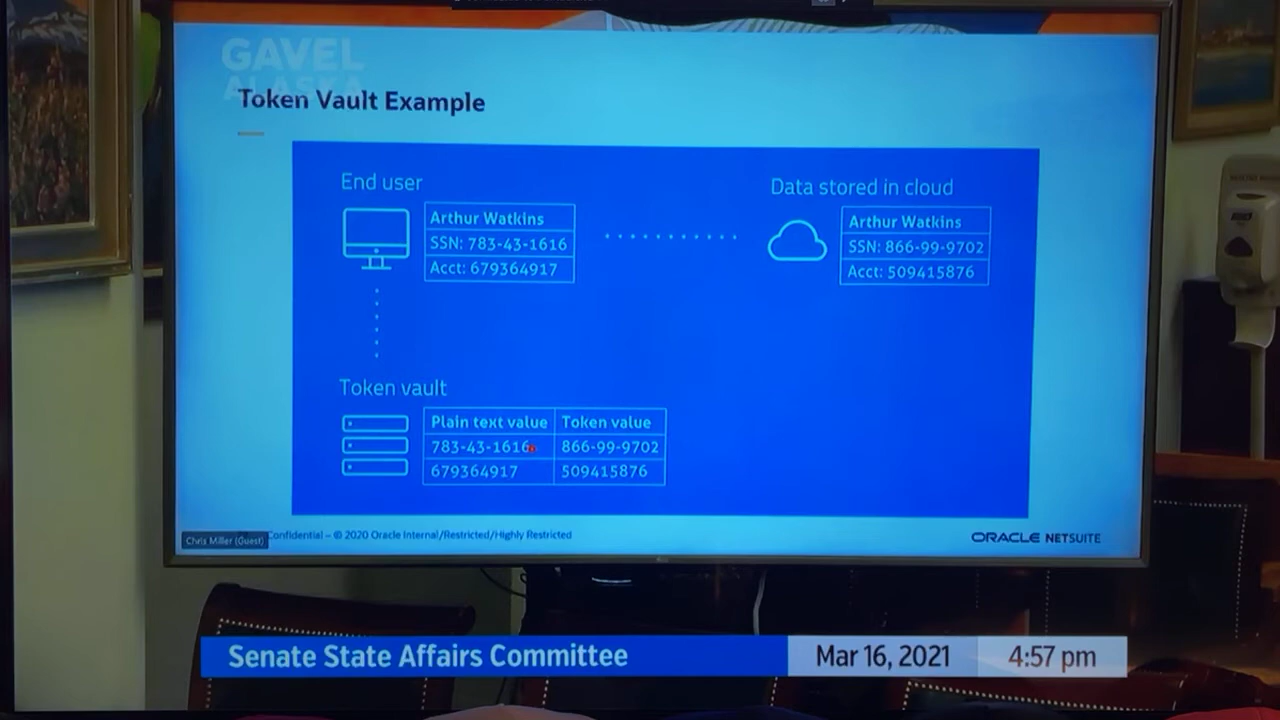 GAVEL
ALASKA
Token Vault Example
End user
Arthur Watkins
SSN: 783-43-1616
Acct: 679364917
Data stored in cloud
Arthur Watkins
SSN: 866-99-9702
Acct: 509415876
Token vault
Plain text value Token value
783-43-1616 866-99-9702
679364917 509415876
Chris Miller (Guest)
Confidential – © 2020 Oracle Internal/Restricted/Highly Restricted
ORACLE NETSUITE
Senate State Affairs Committee
Mar 16, 2021
4:57 pm